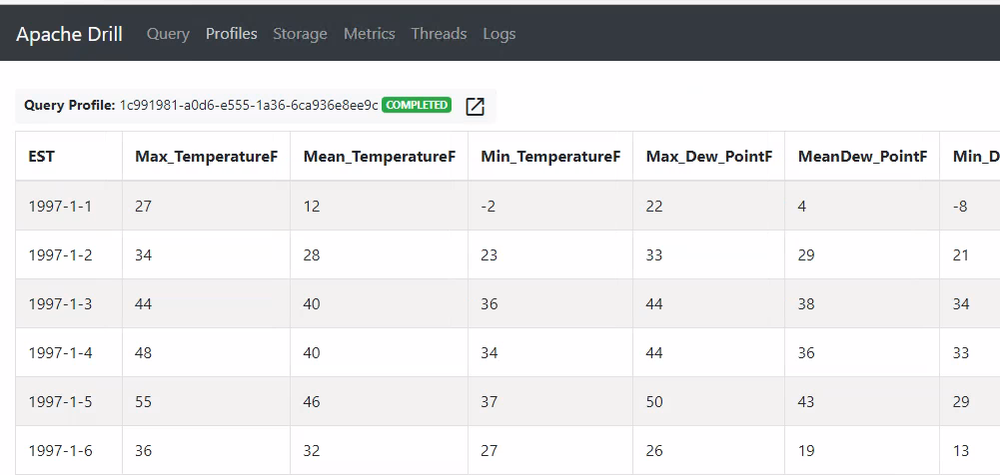 Apache Drill Query Profiles Storage Metrics Threads Logs
Query Profile: 1c991981-a0d6-e555-1a36-6ca936e8ee9c COMPLETED
EST Max_TemperatureF Mean_TemperatureF Min_TemperatureF Max_Dew_PointF MeanDew_PointF Min_D
1997-1-1 27 12 -2 22 4 -8
1997-1-2 34 28 23 33 29 21
1997-1-3 44 40 36 44 38 34
1997-1-4 48 40 34 44 36 33
1997-1-5 55 46 37 50 43 29
1997-1-6 36 32 27 26 19 13